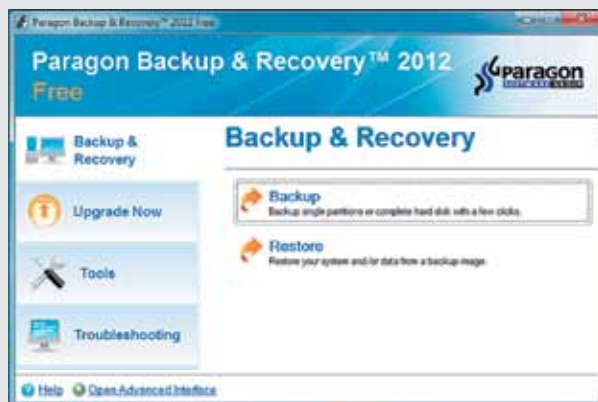 Paragon Backup & Recovery™ 2012 Free
Paragon Backup & Recovery™ 2012
Free
Paragon
SOFTWARE GROUP
Backup &
Recovery
Upgrade Now
Tools
Troubleshooting
Backup & Recovery
Backup
Backup single partitions or complete hard disk with a few clicks.
Restore
Restore your system and/or data from a backup image.
Help
Open Advanced Interface